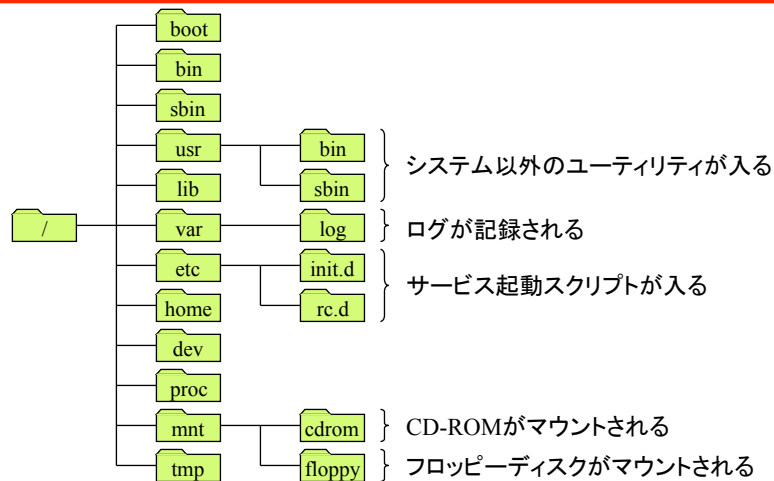 boot
bin
sbin
usr bin
システム以外のユーティリティが入る
lib sbin
/ var log ログが記録される
etc init.d
サービス起動スクリプトが入る
home rc.d
dev
proc
mnt cdrom CD-ROMがマウントされる
tmp floppy フロッピーディスクがマウントされる